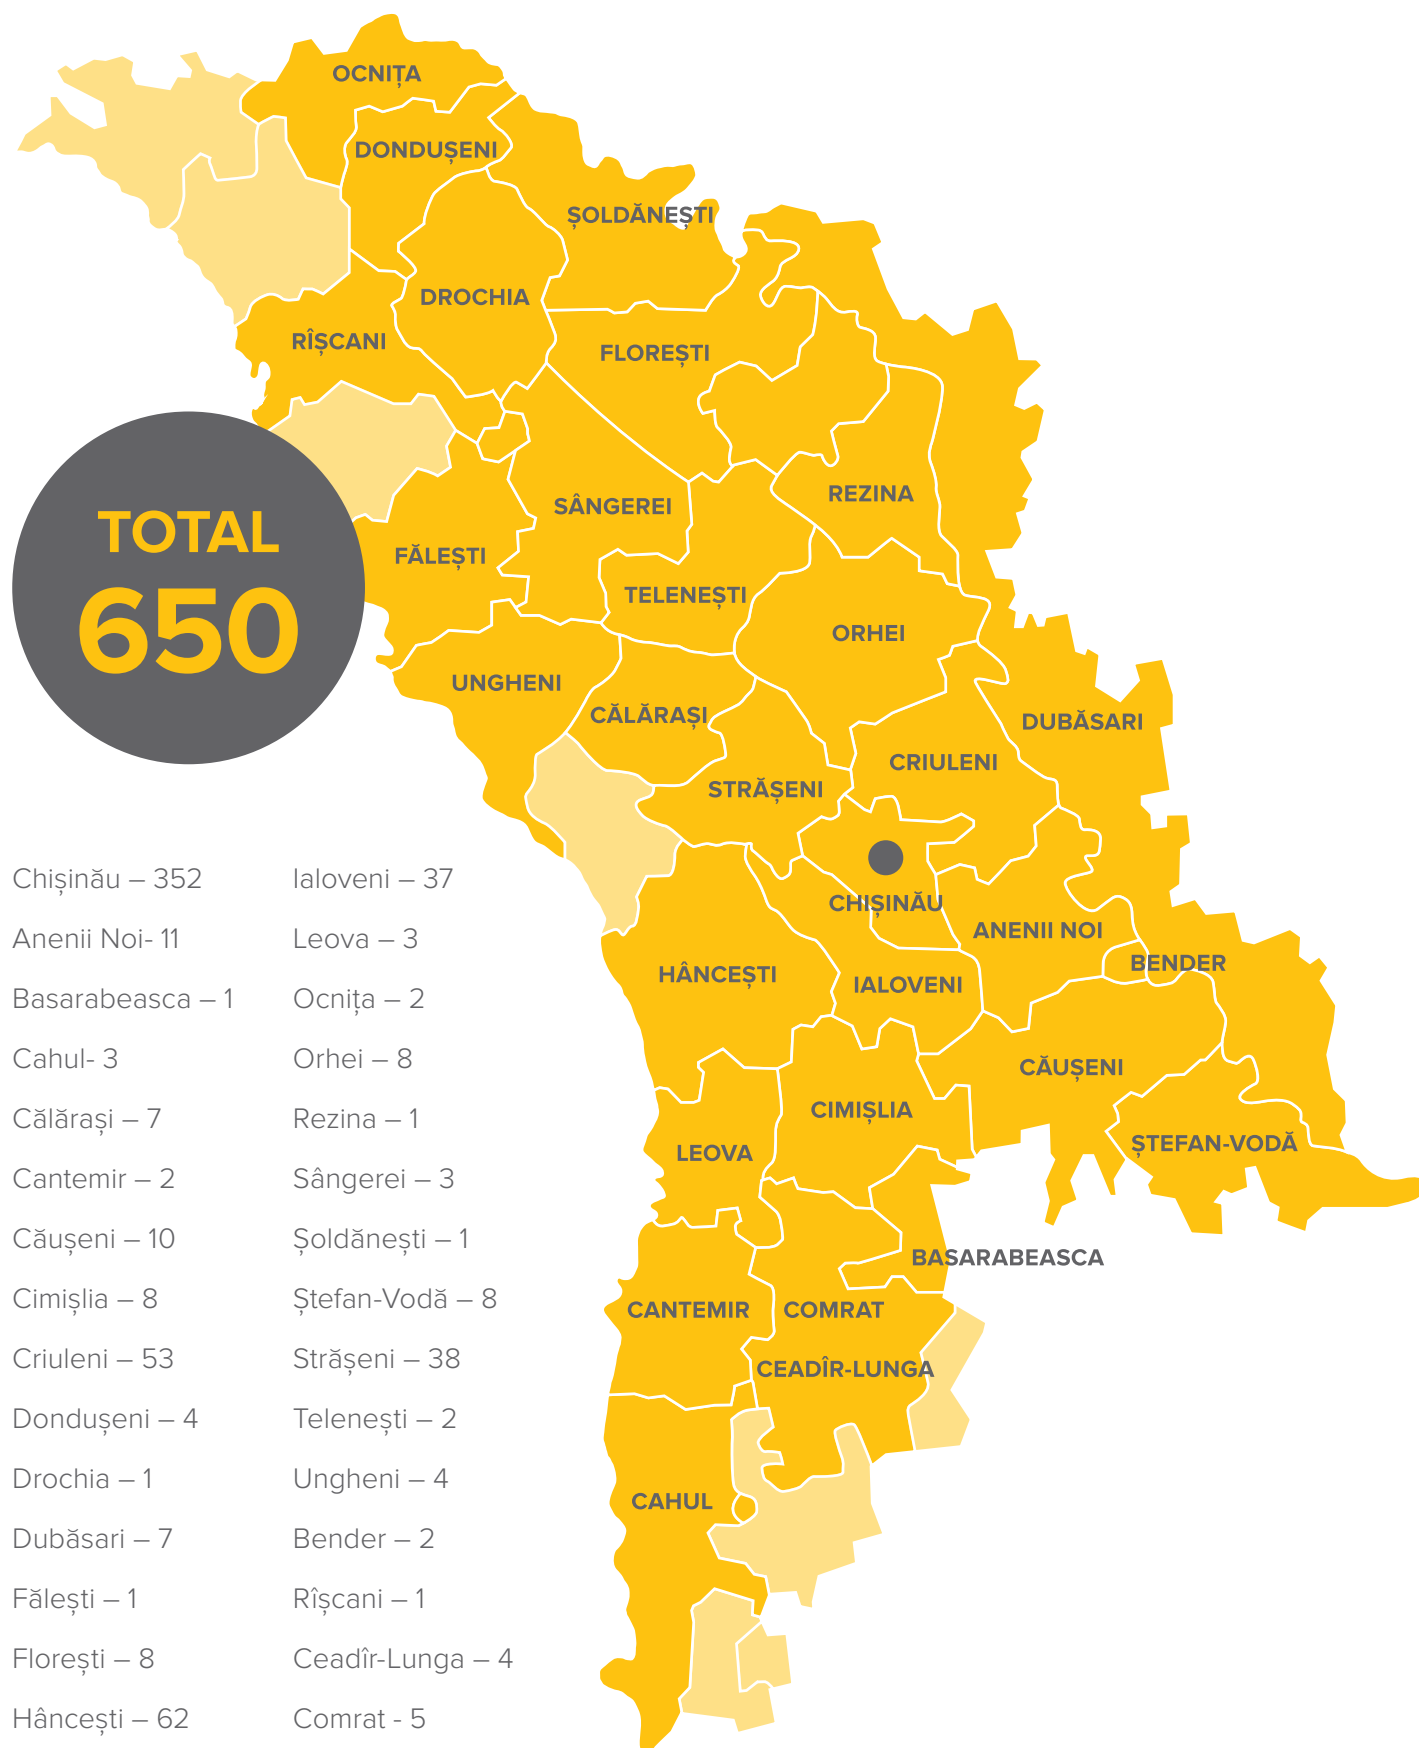 OCNIȚA
DONDUȘENI
ȘOLDĂNEȘTI
DROCHIA
RÎȘCANI
FLOREȘTI
REZINA
SÂNGEREI
FĂLEȘTI
TELENEȘTI
ORHEI
UNGHENI
CĂLĂRAȘI
DUBĂSARI
CRIULENI
STRĂȘENI
CHIȘINĂU
ANENII NOI
BENDER
HÂNCEȘTI
IALOVENI
CĂUȘENI
CIMIȘLIA
ȘTEFAN-VODĂ
LEOVA
BASARABEASCA
CANTEMIR
COMRAT
CEADÎR-LUNGA
CAHUL
TOTAL
650
Chișinău – 352
Anenii Noi- 11
Basarabeasca – 1
Cahul- 3
Călărași – 7
Cantemir – 2
Căușeni – 10
Cimișlia – 8
Criuleni – 53
Dondușeni – 4
Drochia – 1
Dubăsari – 7
Fălești – 1
Florești – 8
Hâncești – 62
Ialoveni – 37
Leova – 3
Ocnița – 2
Orhei – 8
Rezina – 1
Sângerei – 3
Șoldănești – 1
Ștefan-Vodă – 8
Strășeni – 38
Telenești – 2
Ungheni – 4
Bender – 2
Rîșcani – 1
Ceadîr-Lunga – 4
Comrat - 5